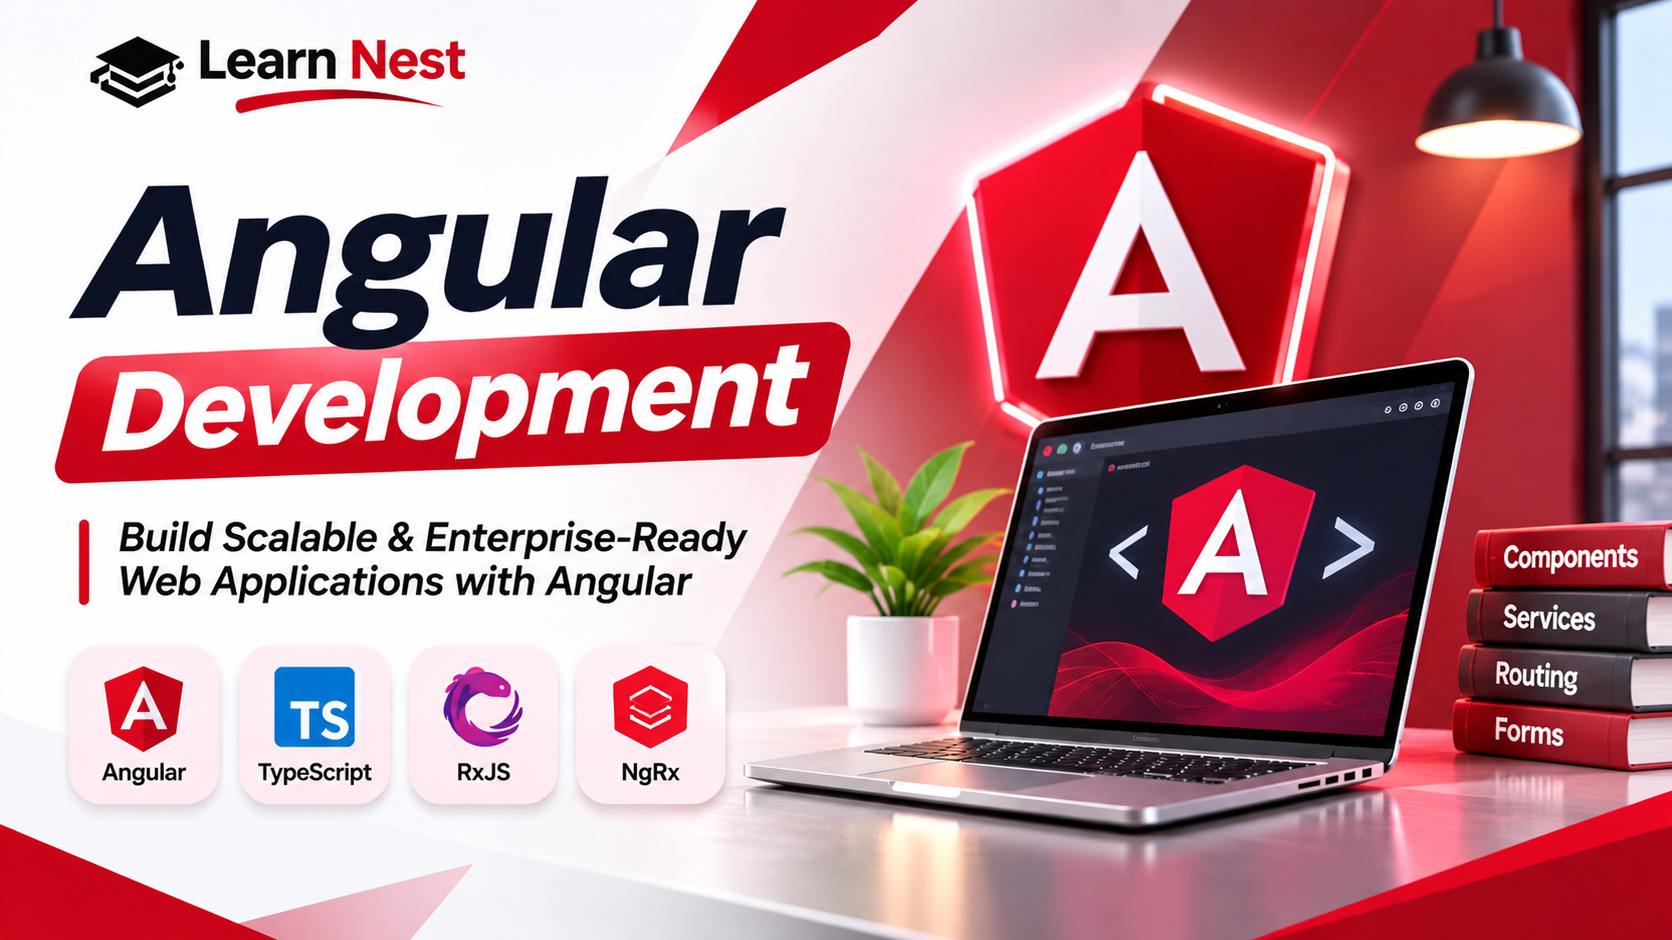 Learn Nest
Angular
Development
Build Scalable & Enterprise-Ready
Web Applications with Angular
Angular
TypeScript
RxJS
NgRx
Components
Services
Routing
Forms